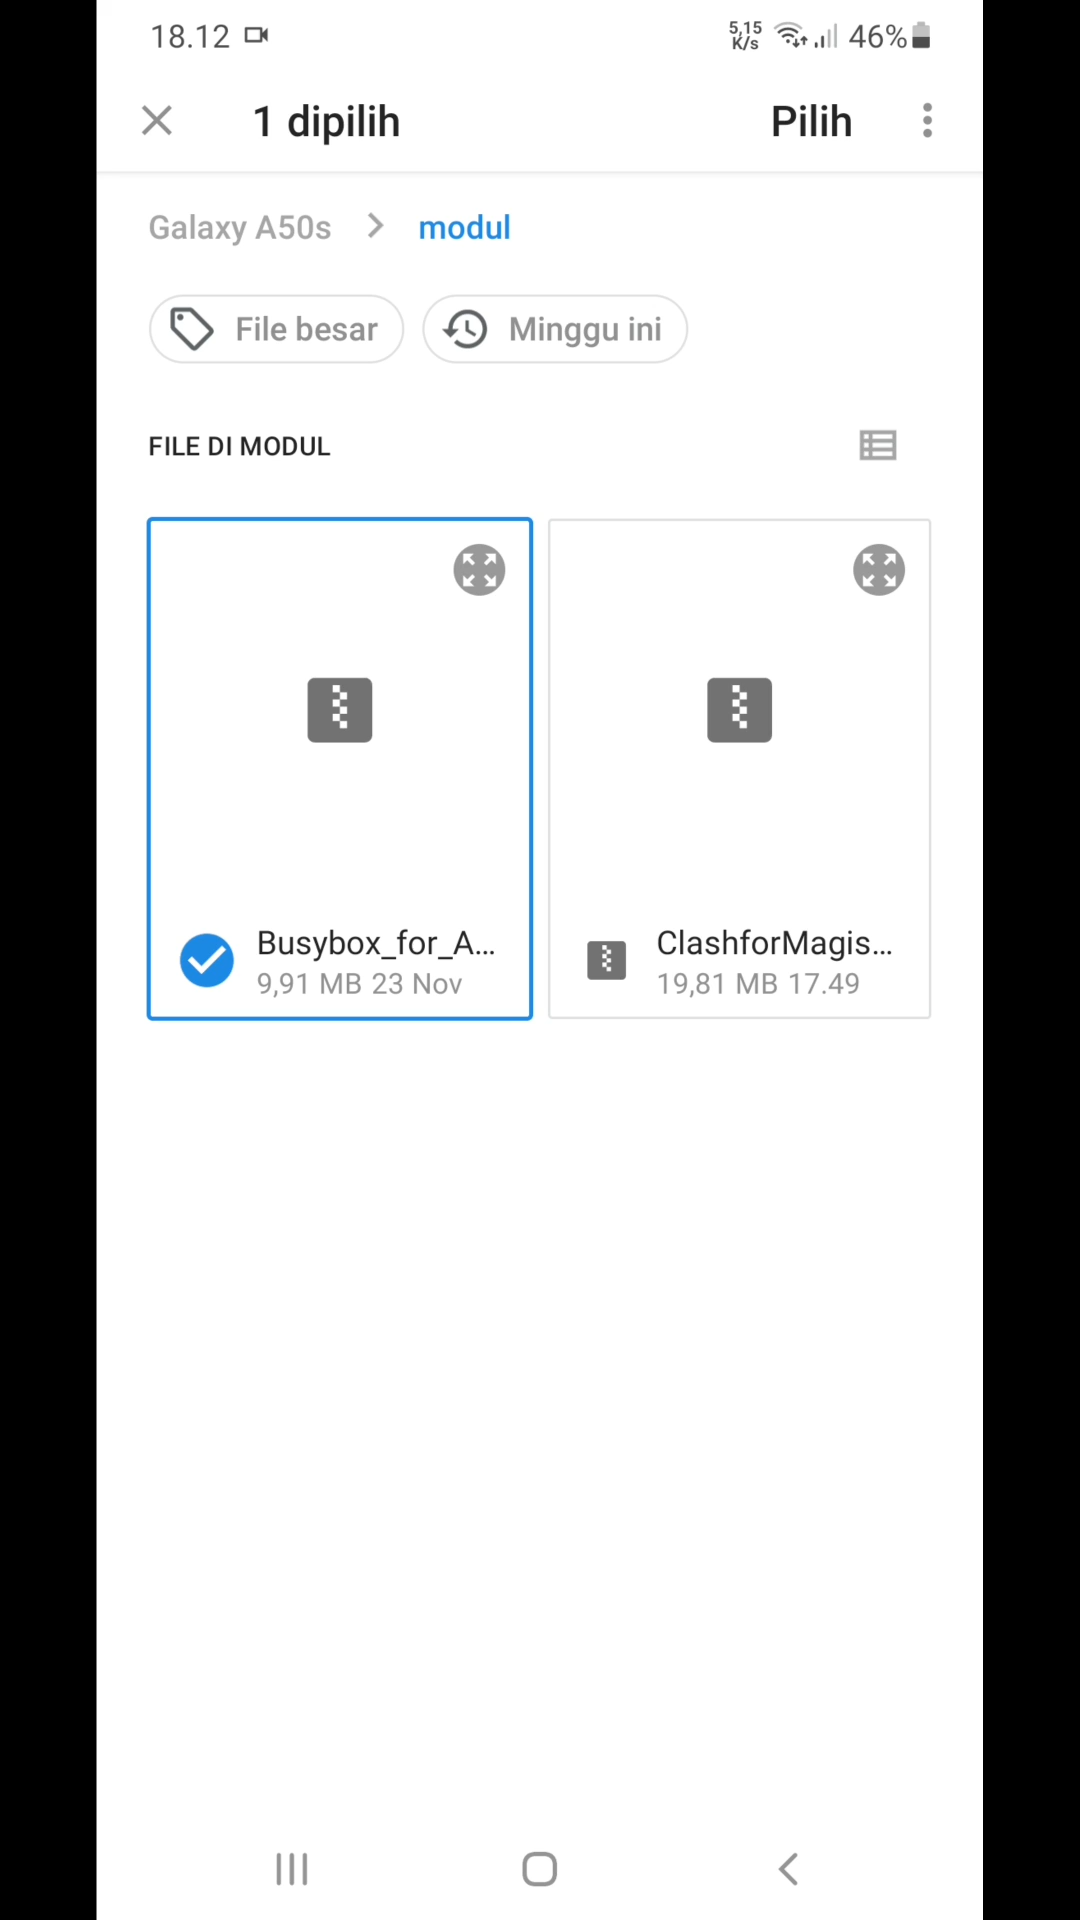 18.12
5,15 K/s
46%
1 dipilih
Pilih
Galaxy A50s > modul
File besar
Minggu ini
FILE DI MODUL
Busybox_for_A...
9,91 MB 23 Nov
ClashforMagis...
19,81 MB 17.49